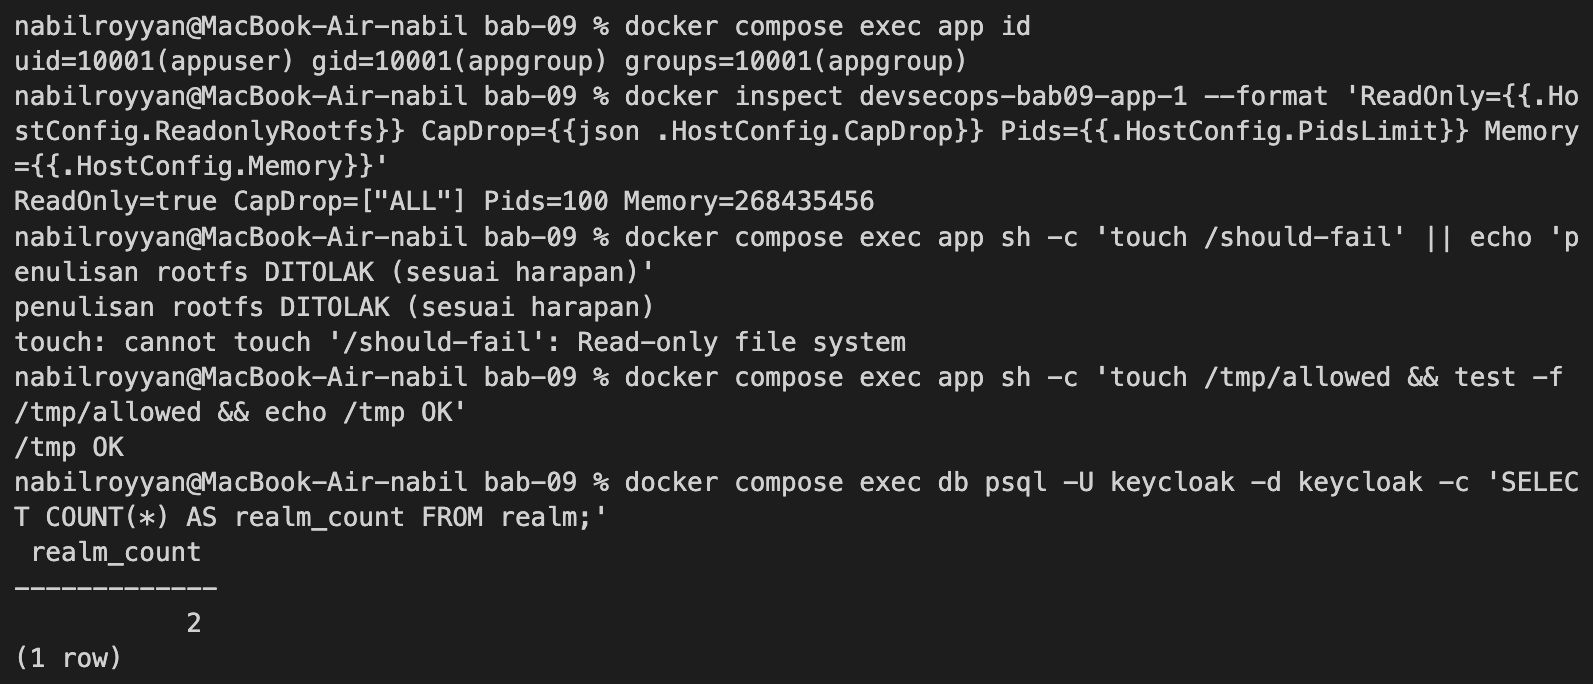 nabilroyyan@MacBook-Air-nabil bab-09 % docker compose exec app id
uid=10001(appuser) gid=10001(appgroup) groups=10001(appgroup)
nabilroyyan@MacBook-Air-nabil bab-09 % docker inspect devsecops-bab09-app-1 --format 'ReadOnly={{.Ho
stConfig.ReadonlyRootfs}} CapDrop={{json .HostConfig.CapDrop}} Pids={{.HostConfig.PidsLimit}} Memory
={{.HostConfig.Memory}}'
ReadOnly=true CapDrop=["ALL"] Pids=100 Memory=268435456
nabilroyyan@MacBook-Air-nabil bab-09 % docker compose exec app sh -c 'touch /should-fail' || echo 'p
enulisan rootfs DITOLAK (sesuai harapan)'
penulisan rootfs DITOLAK (sesuai harapan)
touch: cannot touch '/should-fail': Read-only file system
nabilroyyan@MacBook-Air-nabil bab-09 % docker compose exec app sh -c 'touch /tmp/allowed && test -f
/tmp/allowed && echo /tmp OK'
/tmp OK
nabilroyyan@MacBook-Air-nabil bab-09 % docker compose exec db psql -U keycloak -d keycloak -c 'SELEC
T COUNT(*) AS realm_count FROM realm;'
 realm_count
-------------
           2
(1 row)